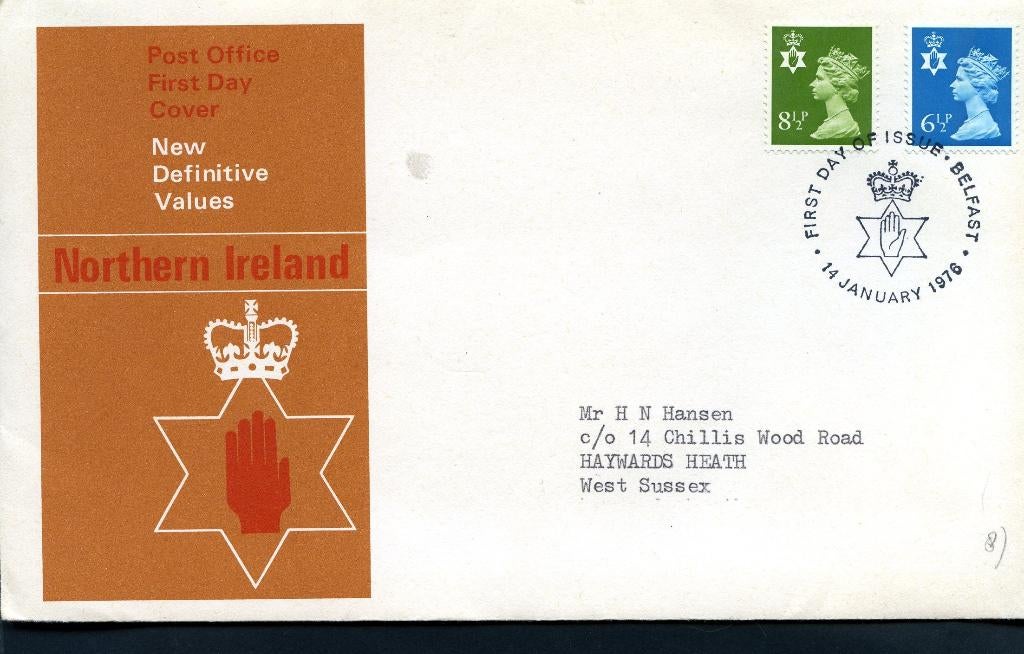 Post Office
First Day
Cover
New
Definitive
Values
Northern Ireland
8½P
6½P
FIRST DAY OF ISSUE • BELFAST •
14 JANUARY 1976 •
Mr H N Hansen
c/o 14 Chillis Wood Road
HAYWARDS HEATH
West Sussex
8)